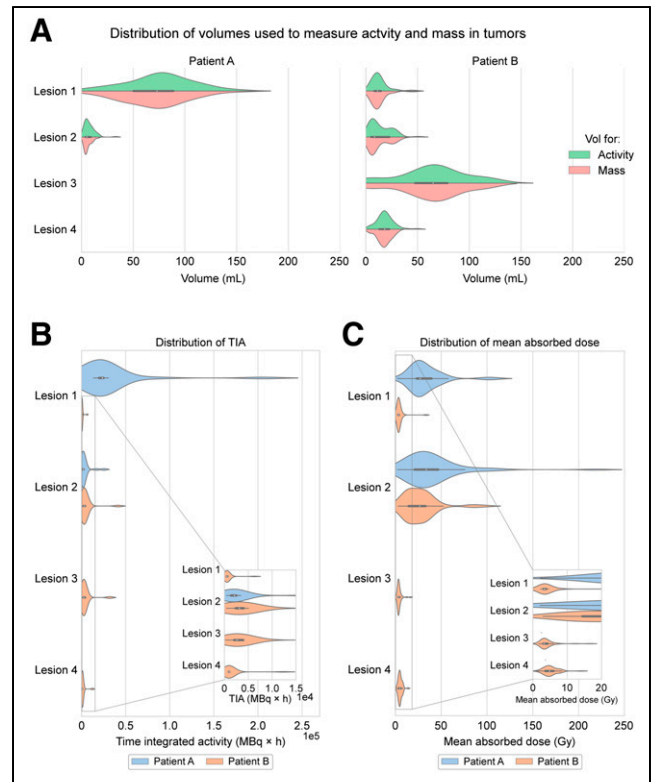 A
Distribution of volumes used to measure actvity and mass in tumors
Patient A
Patient B
Lesion 1
Lesion 2
Lesion 3
Lesion 4
Vol for:
Activity
Mass
0 50 100 150 200 250
0 50 100 150 200 250
Volume (mL)
Volume (mL)
B
Distribution of TIA
Lesion 1
Lesion 2
Lesion 3
Lesion 4
Lesion 1
Lesion 2
Lesion 3
Lesion 4
0 0.5 1.0 1.5
TIA (MBq × h) 1e4
0 0.5 1.0 1.5 2.0 2.5
Time integrated activity (MBq × h) 1e5
Patient A Patient B
C
Distribution of mean absorbed dose
Lesion 1
Lesion 2
Lesion 3
Lesion 4
Lesion 1
Lesion 2
Lesion 3
Lesion 4
0 10 20
Mean absorbed dose (Gy)
0 50 100 150 200 250
Mean absorbed dose (Gy)
Patient A Patient B